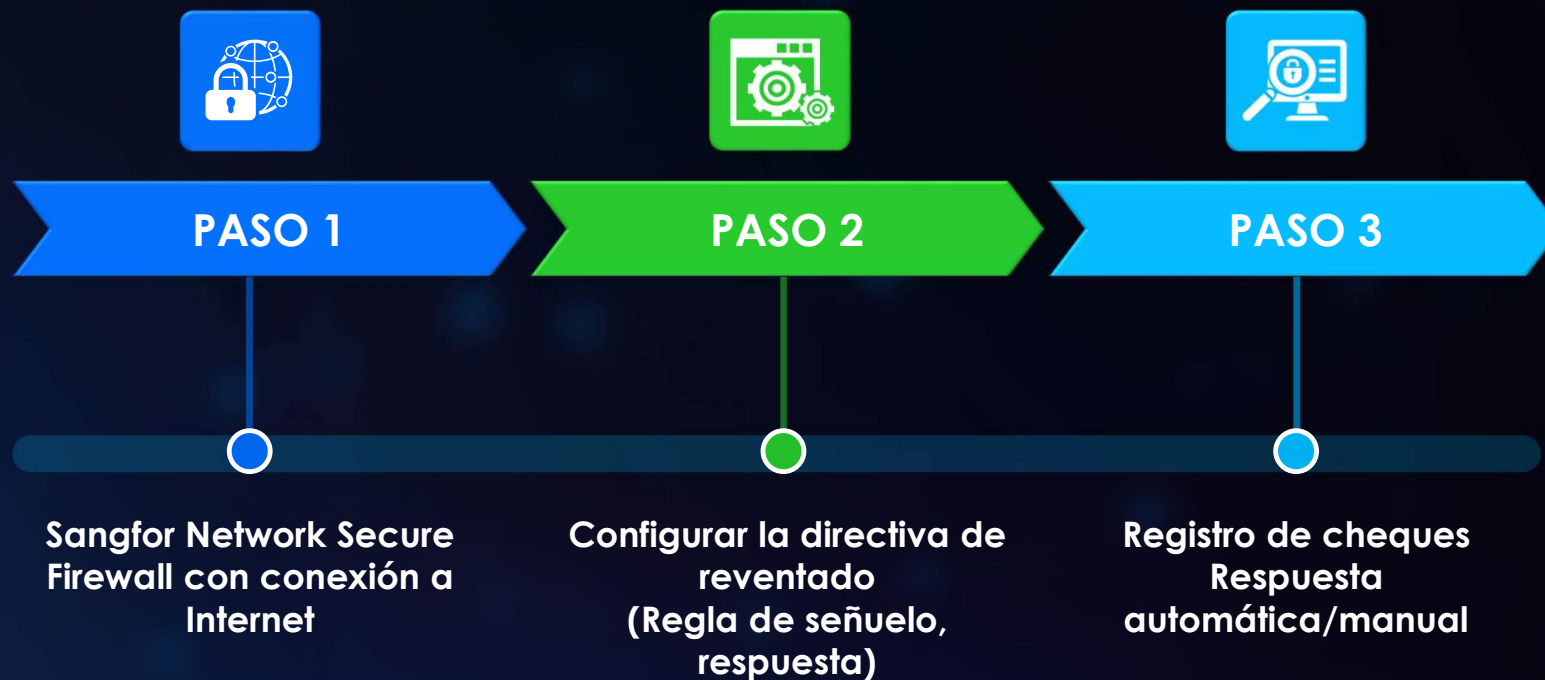 PASO 1
PASO 2
PASO 3
Sangfor Network Secure
Firewall con conexión a
Internet
Configurar la directiva de
reventado
(Regla de señuelo,
respuesta)
Registro de cheques
Respuesta
automática/manual